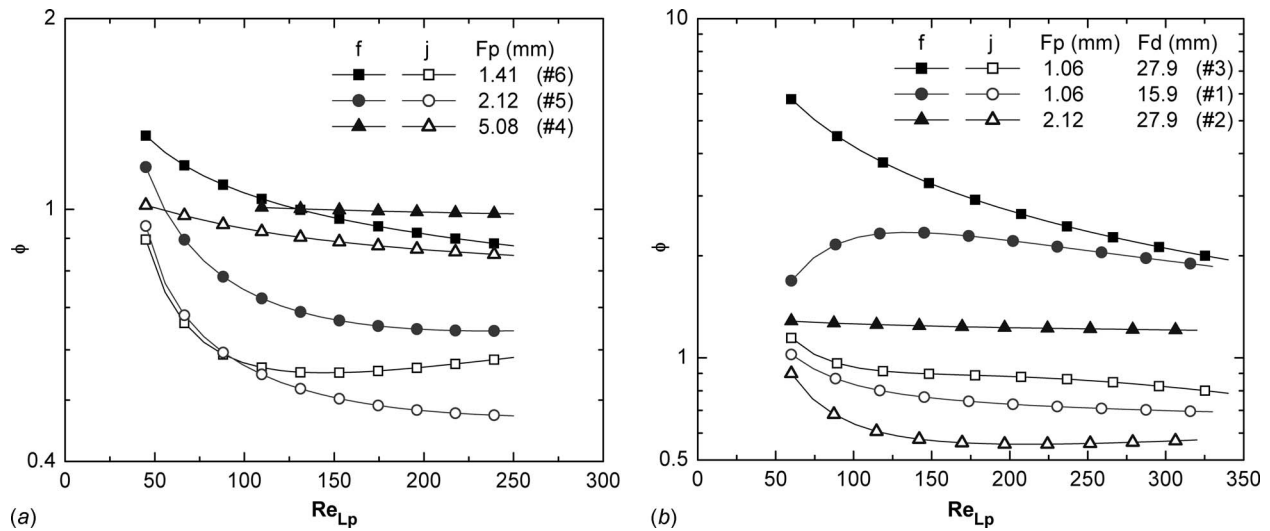 2
1
0.4
ϕ
0 50 100 150 200 250 300
Re_Lp
(a)
f j Fp (mm)
1.41 (#6)
2.12 (#5)
5.08 (#4)
10
1
0.5
ϕ
0 50 100 150 200 250 300 350
Re_Lp
(b)
f j Fp (mm) Fd (mm)
1.06 27.9 (#3)
1.06 15.9 (#1)
2.12 27.9 (#2)